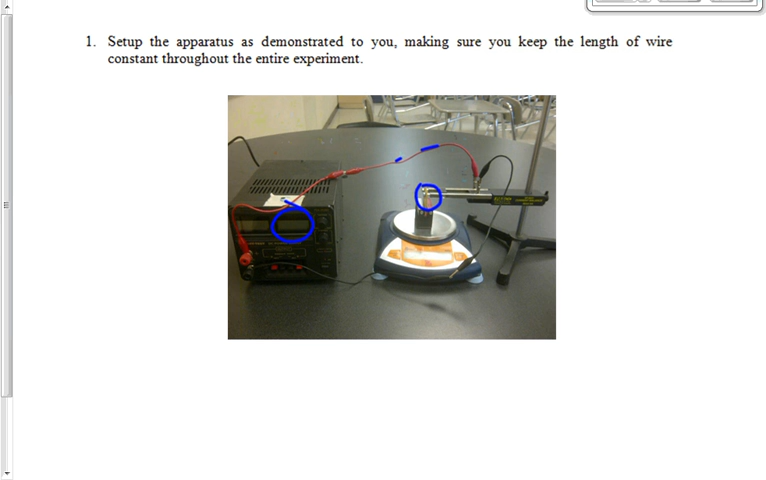 1. Setup the apparatus as demonstrated to you, making sure you keep the length of wire
constant throughout the entire experiment.